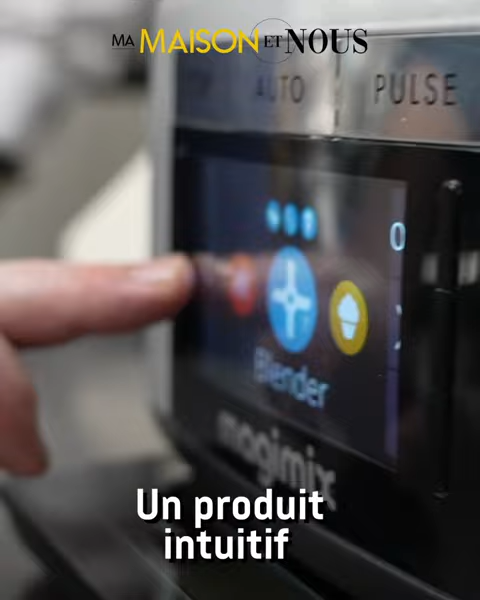 MA MAISON ET NOUS
AUTO PULSE
Blender
magimix
Un produit
intuitif